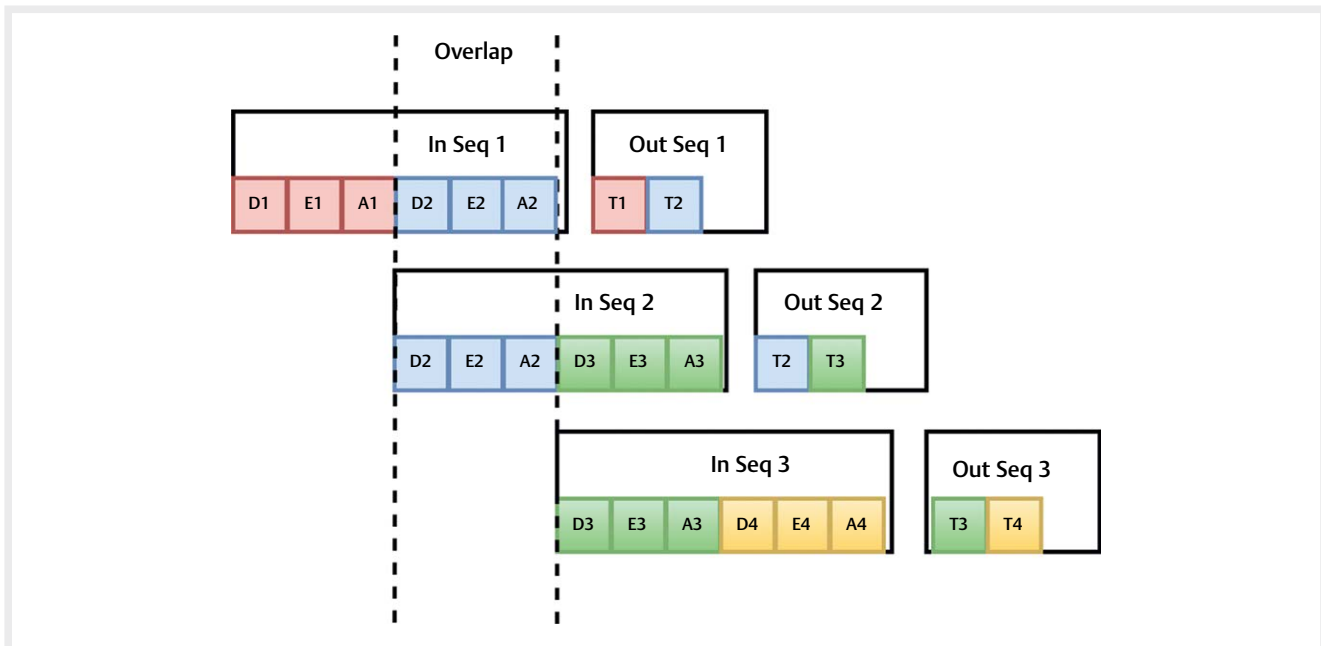 Overlap
In Seq 1
Out Seq 1
D1 E1 A1 D2 E2 A2
T1 T2
In Seq 2
Out Seq 2
D2 E2 A2 D3 E3 A3
T2 T3
In Seq 3
Out Seq 3
D3 E3 A3 D4 E4 A4
T3 T4